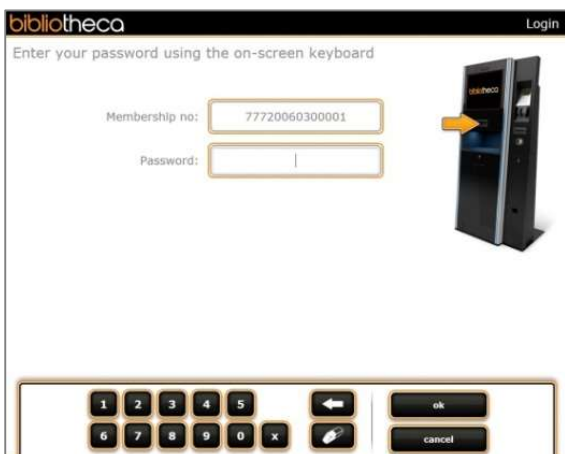 bibliotheca
Login
Enter your password using the on-screen keyboard
bibliotheca
Membership no: 77720060300001
Password:
1 2 3 4 5
ok
6 7 8 9 0 x
cancel